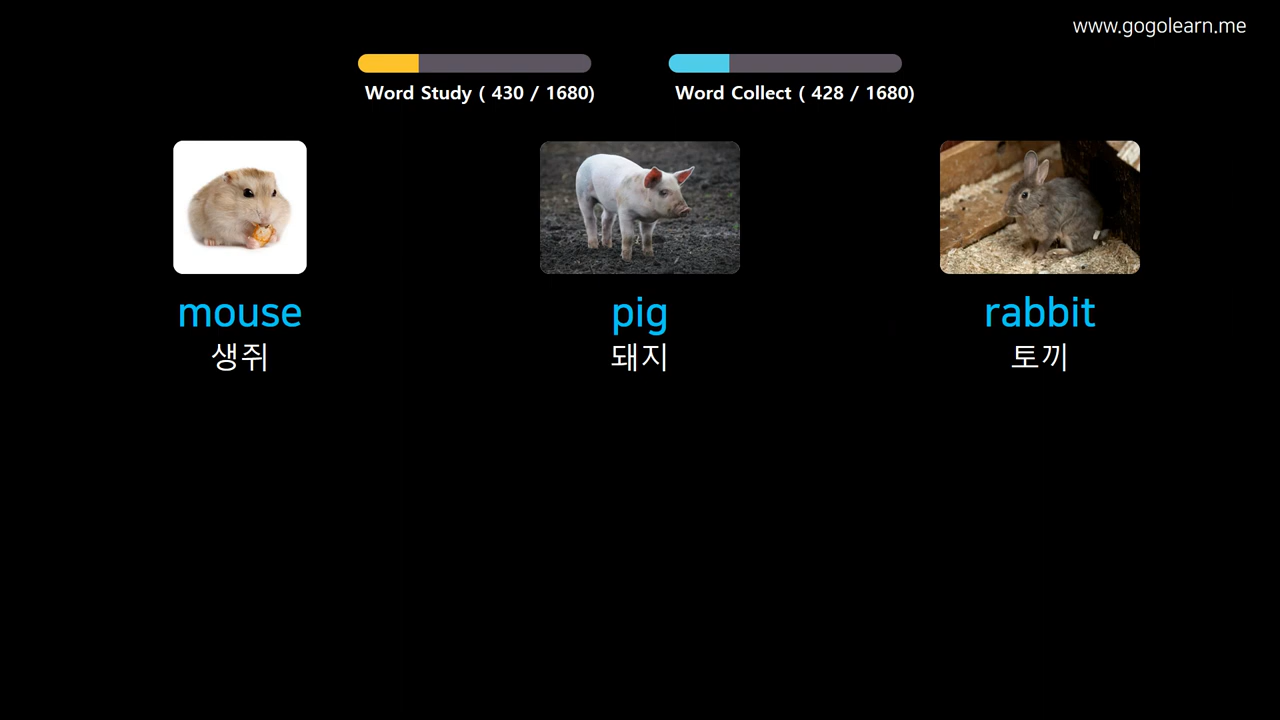 www.gogolearn.me
Word Study ( 430 / 1680)
Word Collect ( 428 / 1680)
mouse
생쥐
pig
돼지
rabbit
토끼